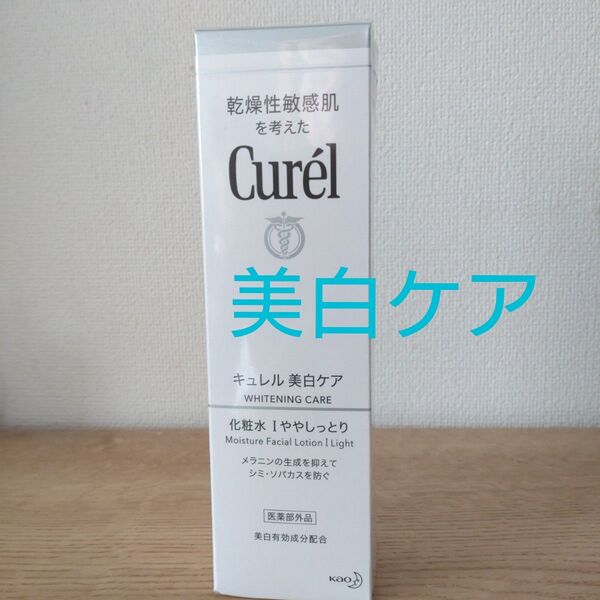 乾燥性敏感肌
を考えた
Curél
美白ケア
キュレル 美白ケア
WHITENING CARE
化粧水 I ややしっとり
Moisture Facial Lotion I Light
メラニンの生成を抑えて
シミ・ソバカスを防ぐ
医薬部外品
美白有効成分配合
Kao